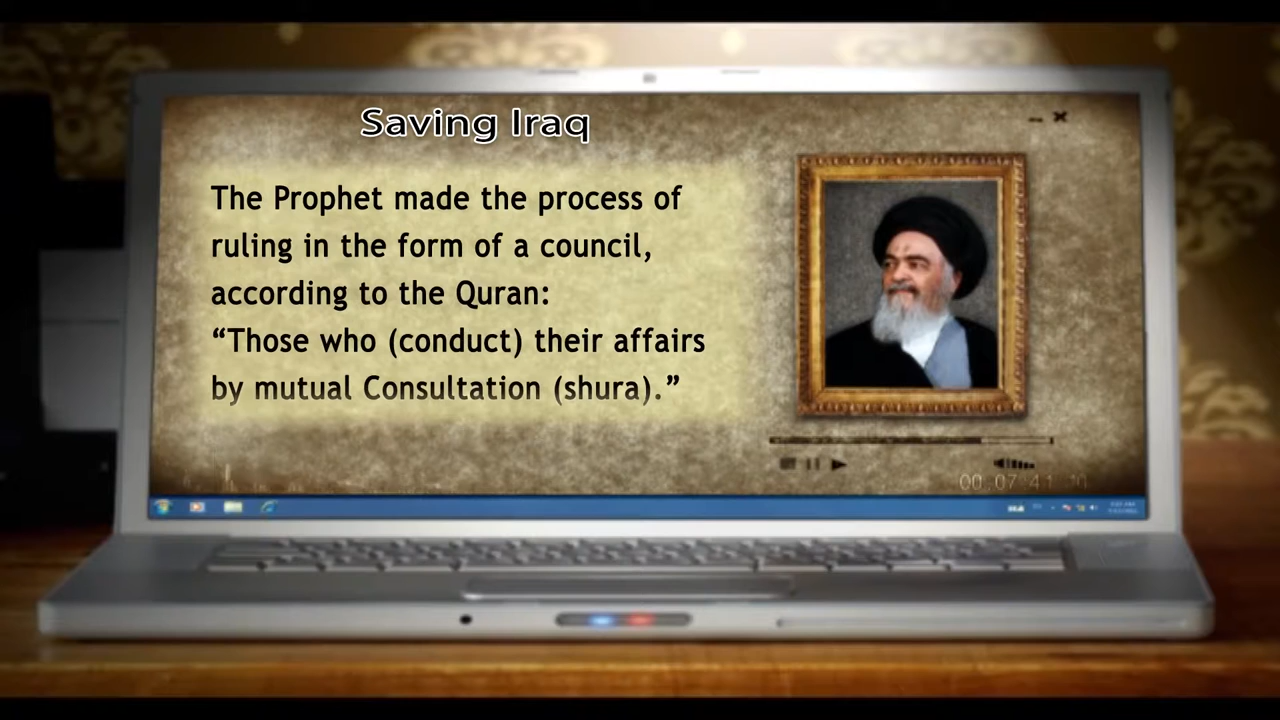 Saving Iraq
The Prophet made the process of
ruling in the form of a council,
according to the Quran:
“Those who (conduct) their affairs
by mutual Consultation (shura).”